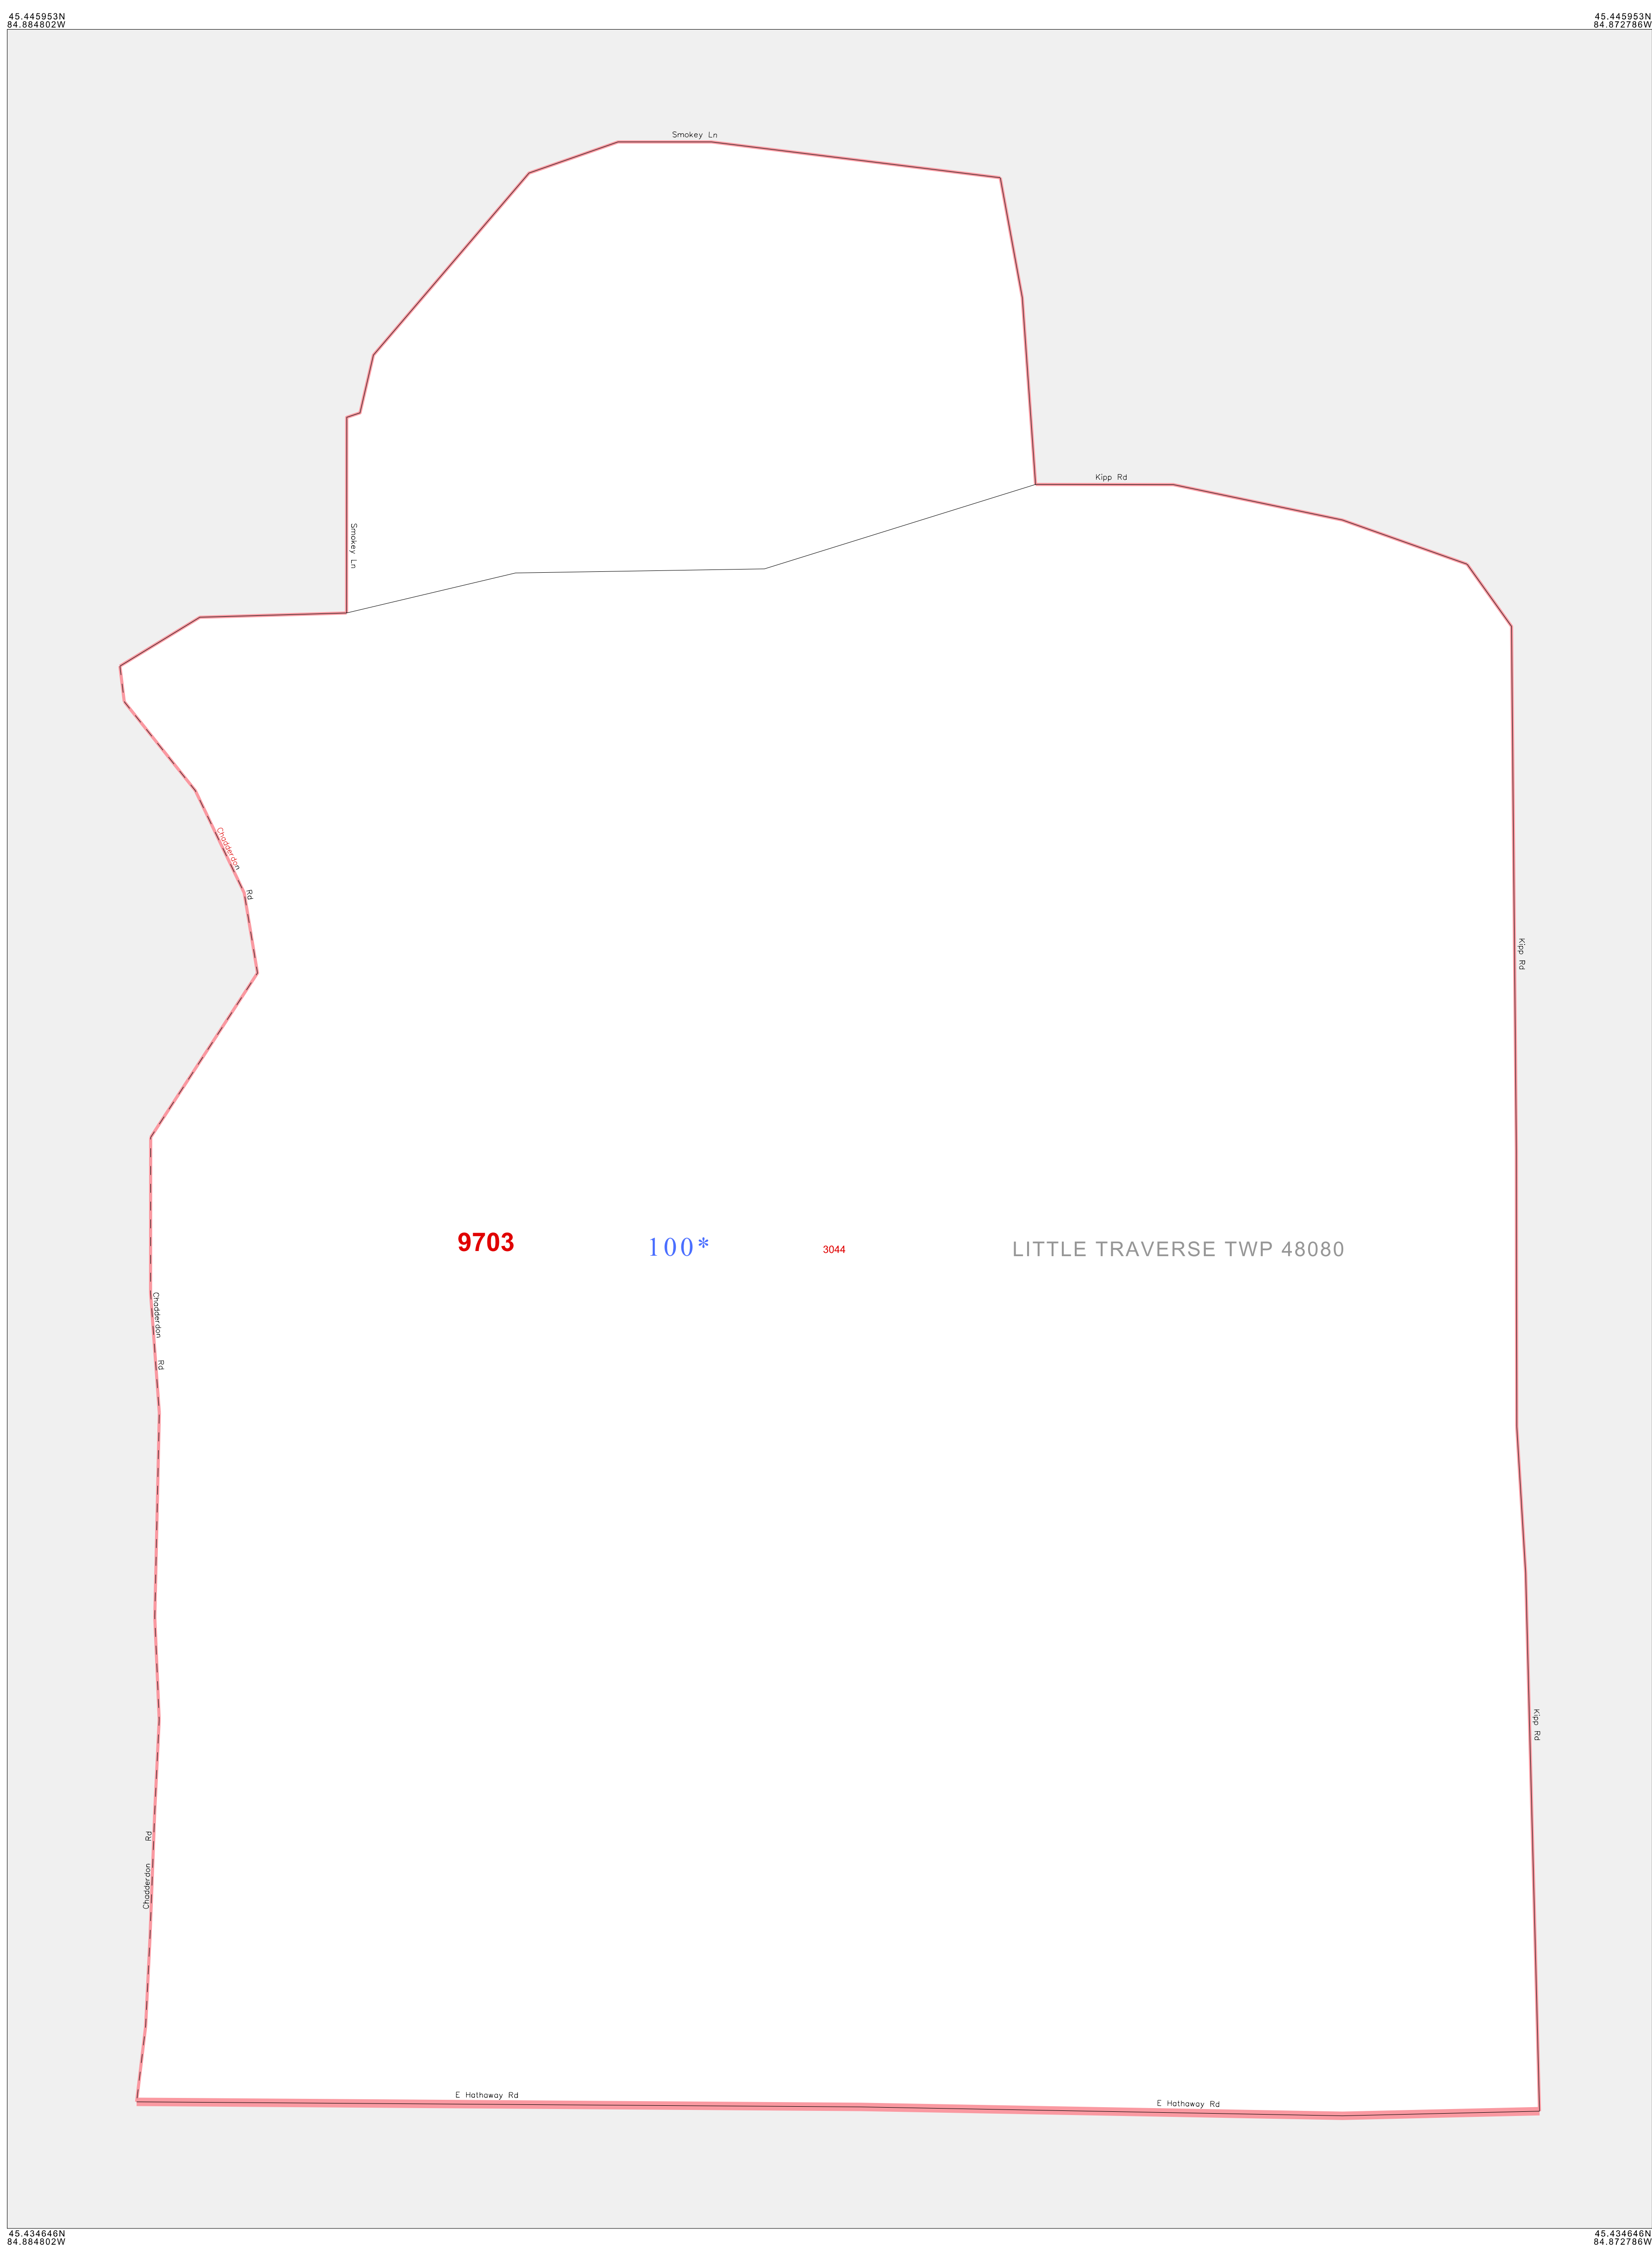 45.445953N
84.884802W
45.445953N
84.872786W
Smokey Ln
Kipp Rd
Smokey Ln
Chadderdon Rd
Kipp Rd
9703
100*
3044
LITTLE TRAVERSE TWP 48080
Chadderdon Rd
Kipp Rd
Chadderdon Rd
E Hathaway Rd
E Hathaway Rd
45.434646N
84.884802W
45.434646N
84.872786W